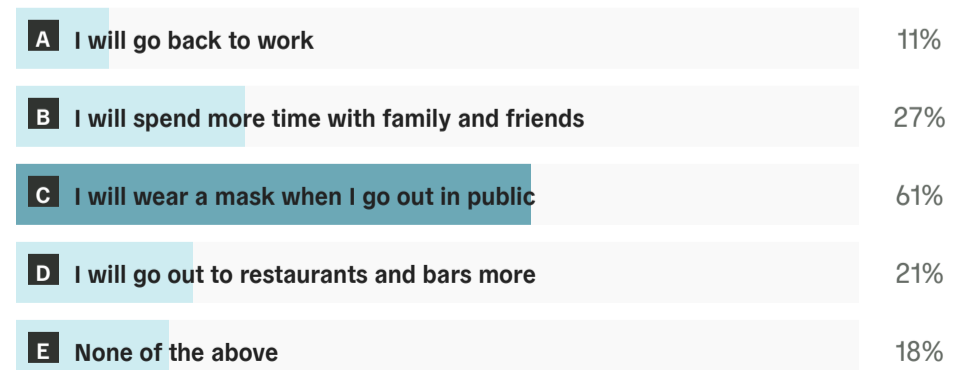 A I will go back to work 11%
B I will spend more time with family and friends 27%
C I will wear a mask when I go out in public 61%
D I will go out to restaurants and bars more 21%
E None of the above 18%